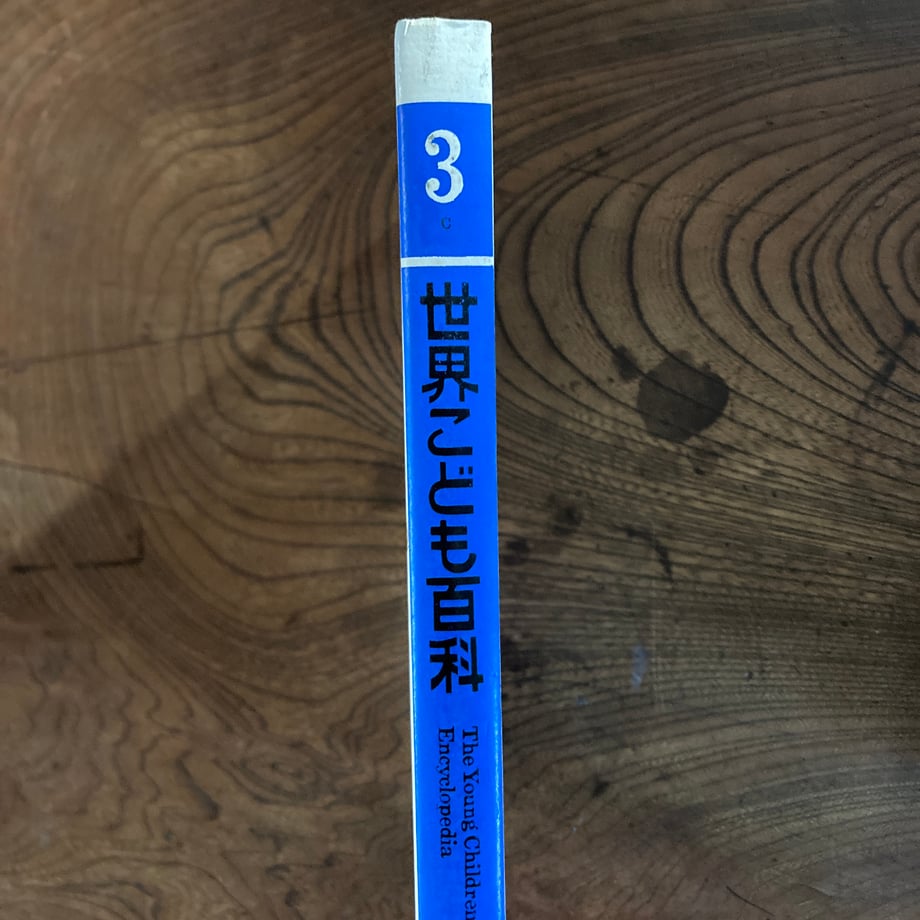 3
C
世界こども百科
The Young Children
Encyclopedia